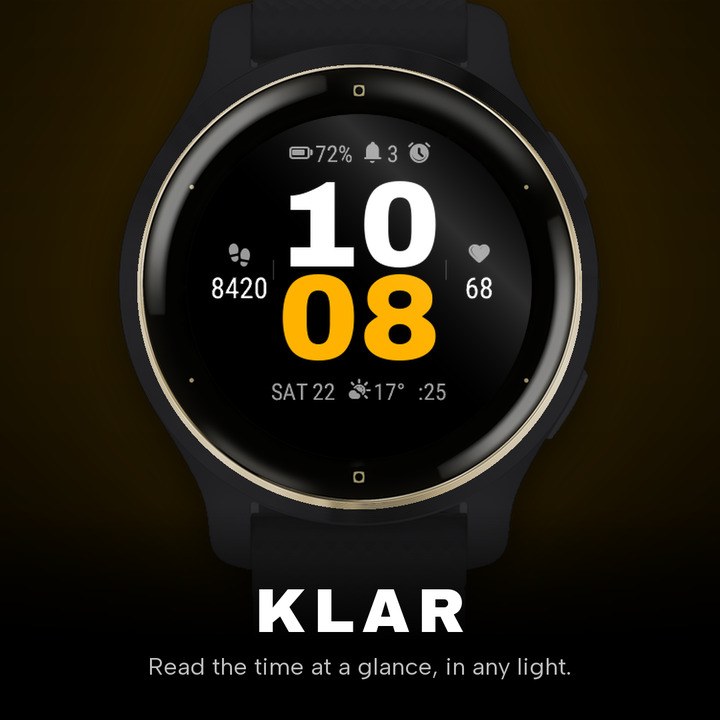 72% 3
10
8420 68
08
SAT 22 17° :25
KLAR
Read the time at a glance, in any light.